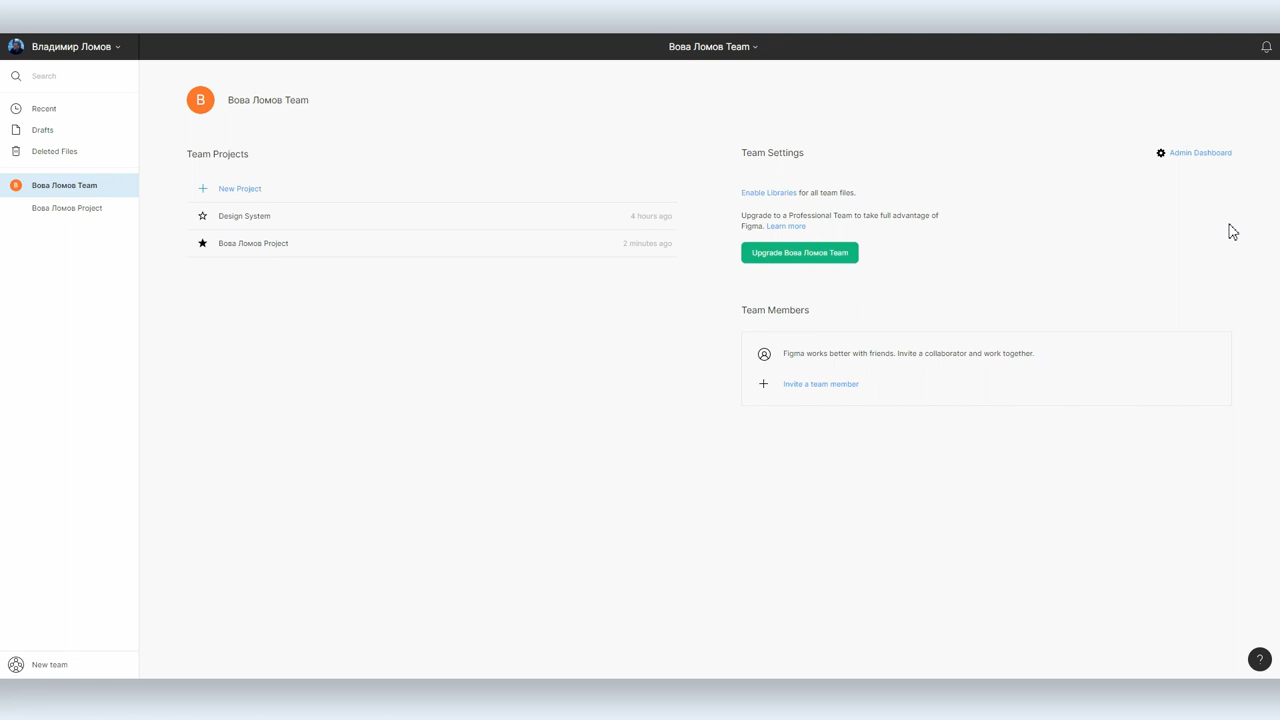 Владимир Ломов
Вова Ломов Team
Search
Recent
Drafts
Deleted Files
В Вова Ломов Team
Вова Ломов Project
New team
В Вова Ломов Team
Team Projects
New Project
Design System 4 hours ago
Вова Ломов Project 2 minutes ago
Team Settings
Admin Dashboard
Enable Libraries for all team files.
Upgrade to a Professional Team to take full advantage of
Figma. Learn more
Upgrade Вова Ломов Team
Team Members
Figma works better with friends. Invite a collaborator and work together.
Invite a team member
?